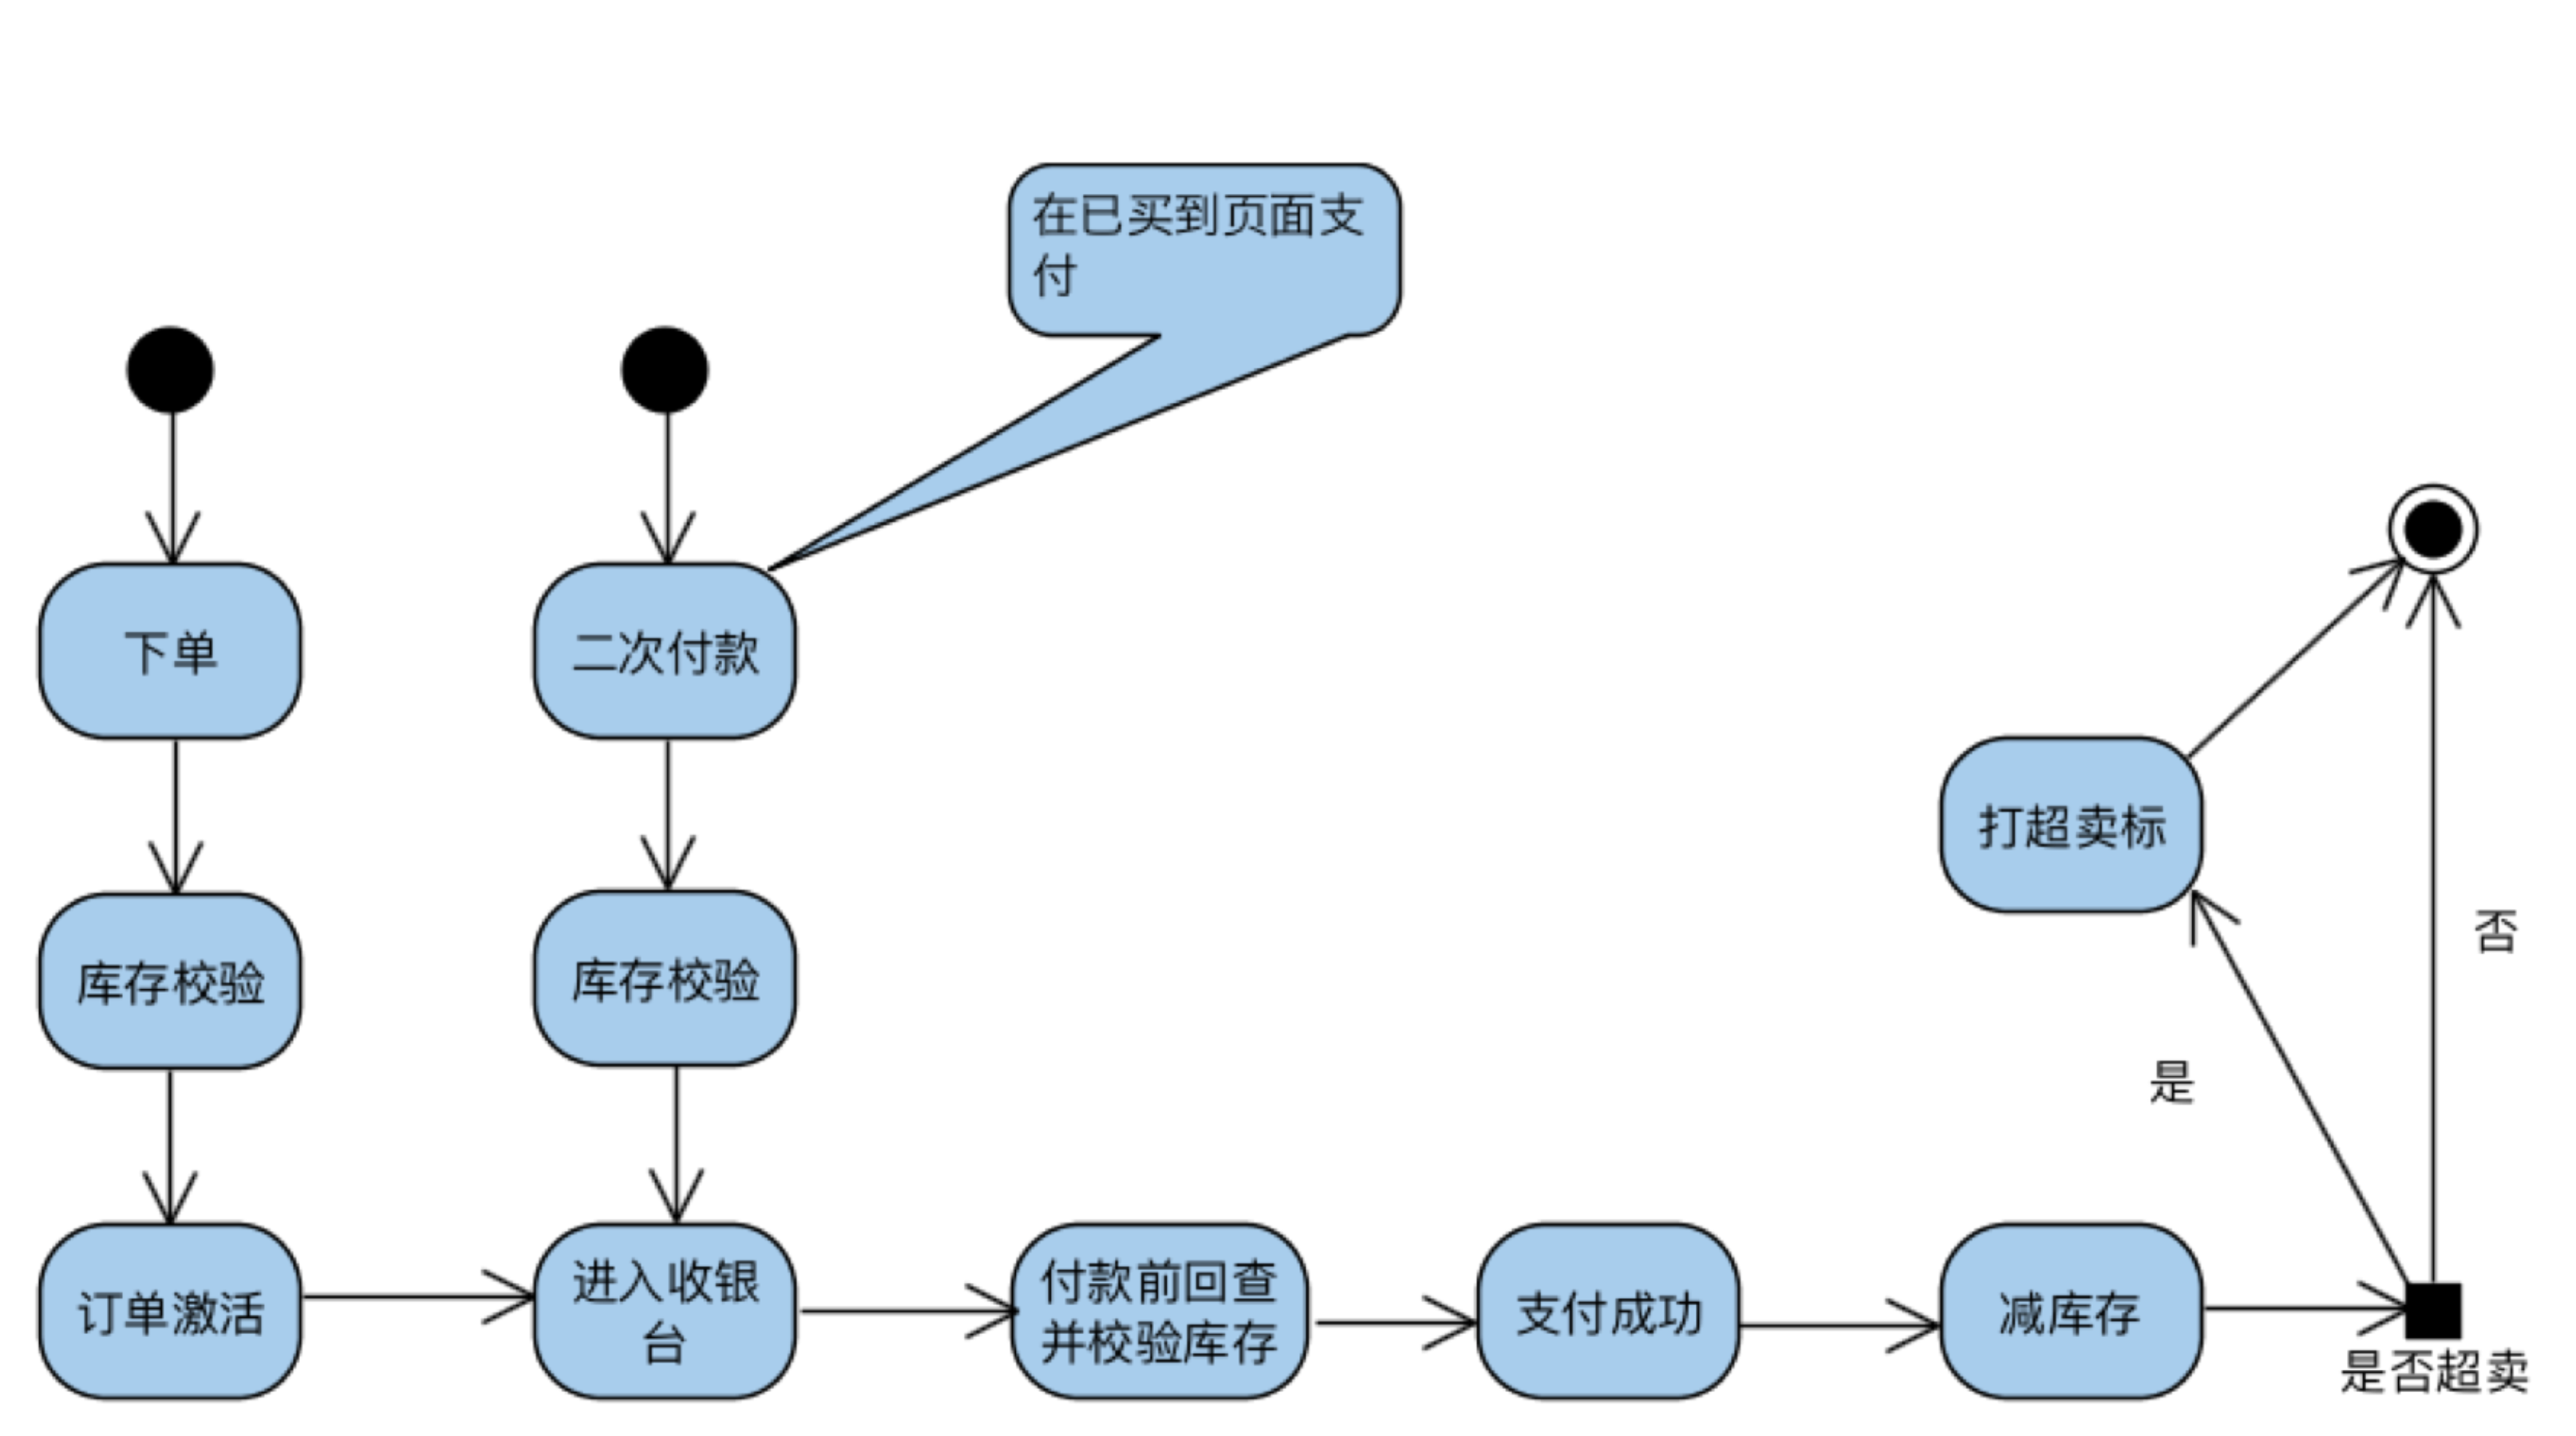 在已买到页面支
付
下单
二次付款
打超卖标
否
库存校验
库存校验
是
订单激活
进入收银
台
付款前回查
并校验库存
支付成功
减库存
是否超卖